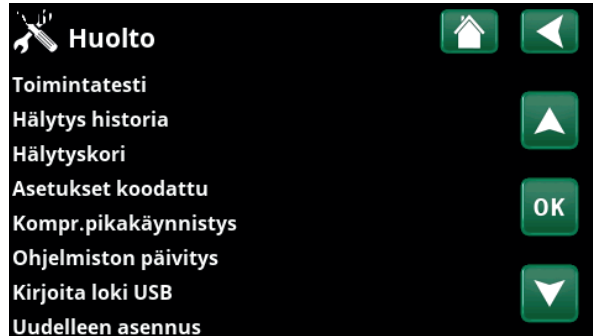 Huolto
Toimintatesti
Hälytys historia
Hälytyskori
Asetukset koodattu
OK
Kompr.pikakäynnistys
Ohjelmiston päivitys
Kirjoita loki USB
Uudelleen asennus